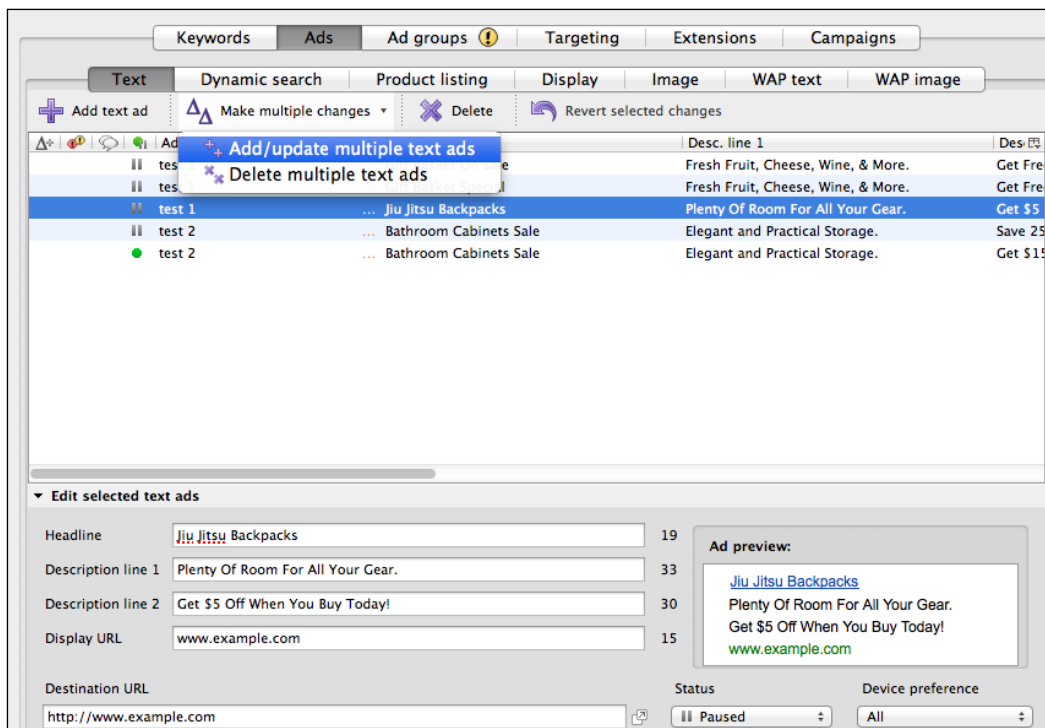 Keywords Ads Ad groups Targeting Extensions Campaigns
Text Dynamic search Product listing Display Image WAP text WAP image
Add text ad Make multiple changes Delete Revert selected changes
Ad Desc. line 1 Des
Add/update multiple text ads
Delete multiple text ads
tes Fresh Fruit, Cheese, Wine, & More. Get Fre
tes Fresh Fruit, Cheese, Wine, & More. Get Fre
test 1 ... Jiu Jitsu Backpacks Plenty Of Room For All Your Gear. Get $5
test 2 ... Bathroom Cabinets Sale Elegant and Practical Storage. Save 25
test 2 ... Bathroom Cabinets Sale Elegant and Practical Storage. Get $15
Edit selected text ads
Headline Jiu Jitsu Backpacks 19
Description line 1 Plenty Of Room For All Your Gear. 33
Description line 2 Get $5 Off When You Buy Today! 30
Display URL www.example.com 15
Ad preview:
Jiu Jitsu Backpacks
Plenty Of Room For All Your Gear.
Get $5 Off When You Buy Today!
www.example.com
Destination URL Status Device preference
http://www.example.com Paused All